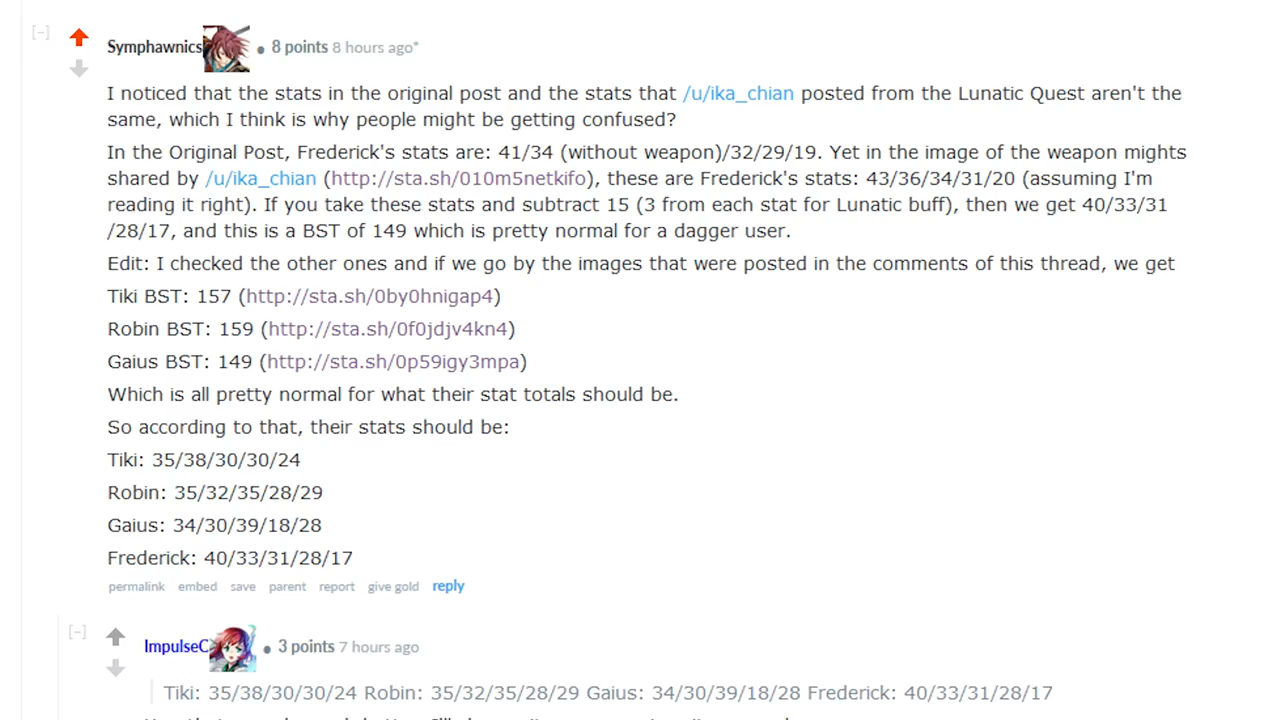 [-] Symphawnics • 8 points 8 hours ago*
I noticed that the stats in the original post and the stats that /u/ika_chian posted from the Lunatic Quest aren't the
same, which I think is why people might be getting confused?
In the Original Post, Frederick's stats are: 41/34 (without weapon)/32/29/19. Yet in the image of the weapon mights
shared by /u/ika_chian (http://sta.sh/010m5netkifo), these are Frederick's stats: 43/36/34/31/20 (assuming I'm
reading it right). If you take these stats and subtract 15 (3 from each stat for Lunatic buff), then we get 40/33/31
/28/17, and this is a BST of 149 which is pretty normal for a dagger user.
Edit: I checked the other ones and if we go by the images that were posted in the comments of this thread, we get
Tiki BST: 157 (http://sta.sh/0by0hnigap4)
Robin BST: 159 (http://sta.sh/0f0jdjv4kn4)
Gaius BST: 149 (http://sta.sh/0p59igy3mpa)
Which is all pretty normal for what their stat totals should be.
So according to that, their stats should be:
Tiki: 35/38/30/30/24
Robin: 35/32/35/28/29
Gaius: 34/30/39/18/28
Frederick: 40/33/31/28/17
permalink embed save parent report give gold reply
[-] ImpulseC • 3 points 7 hours ago
Tiki: 35/38/30/30/24 Robin: 35/32/35/28/29 Gaius: 34/30/39/18/28 Frederick: 40/33/31/28/17